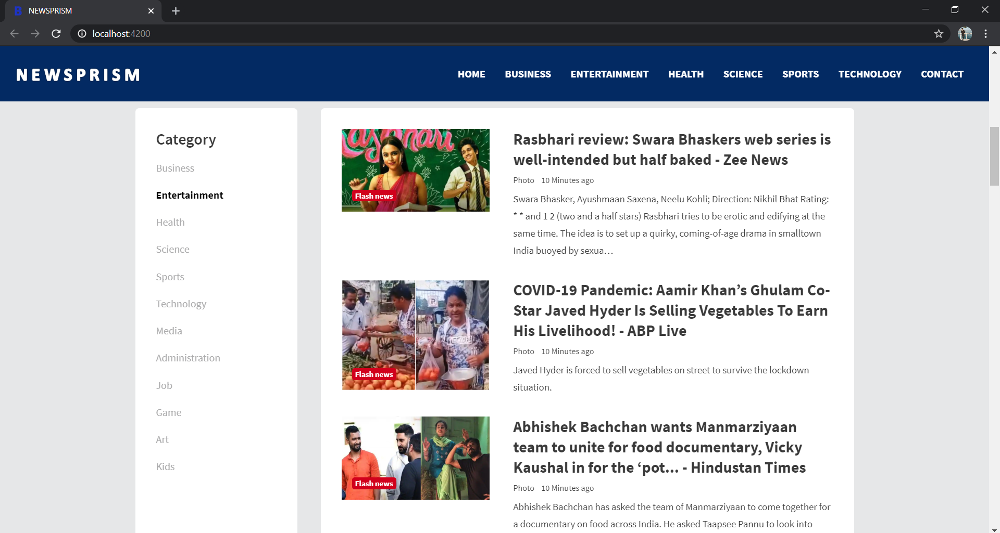 NEWSPRISM
localhost:4200
NEWSPRISM
HOME BUSINESS ENTERTAINMENT HEALTH SCIENCE SPORTS TECHNOLOGY CONTACT
Category
Business
Entertainment
Health
Science
Sports
Technology
Media
Administration
Job
Game
Art
Kids
Flash news
Rasbhari review: Swara Bhaskers web series is
well-intended but half baked - Zee News
Photo 10 Minutes ago
Swara Bhasker, Ayushmaan Saxena, Neelu Kohli; Direction: Nikhil Bhat Rating:
* * and 1 2 (two and a half stars) Rasbhari tries to be erotic and edifying at the
same time. The idea is to set up a quirky, coming-of-age drama in smalltown
India buoyed by sexua…
Flash news
COVID-19 Pandemic: Aamir Khan’s Ghulam Co-
Star Javed Hyder Is Selling Vegetables To Earn
His Livelihood! - ABP Live
Photo 10 Minutes ago
Javed Hyder is forced to sell vegetables on street to survive the lockdown
situation.
Flash news
Abhishek Bachchan wants Manmarziyaan
team to unite for food documentary, Vicky
Kaushal in for the ‘pot... - Hindustan Times
Photo 10 Minutes ago
Abhishek Bachchan has asked the team of Manmarziyaan to come together for
a documentary on food across India. He asked Taapsee Pannu to look into